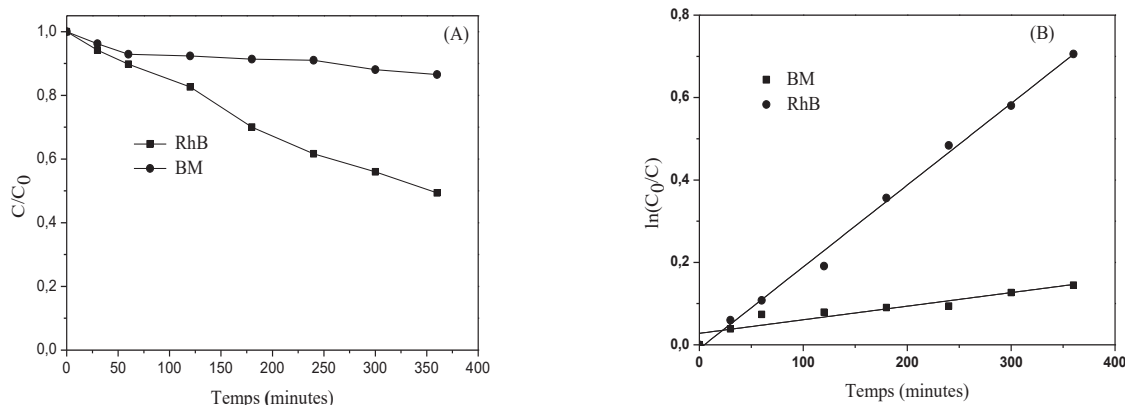 (A)
1,0
0,8
0,6
0,4
0,2
0,0
C/C0
RhB
BM
0 50 100 150 200 250 300 350 400
Temps (minutes)
(B)
0,8
0,6
0,4
0,2
0,0
ln(C0/C)
BM
RhB
0 100 200 300 400
Temps (minutes)